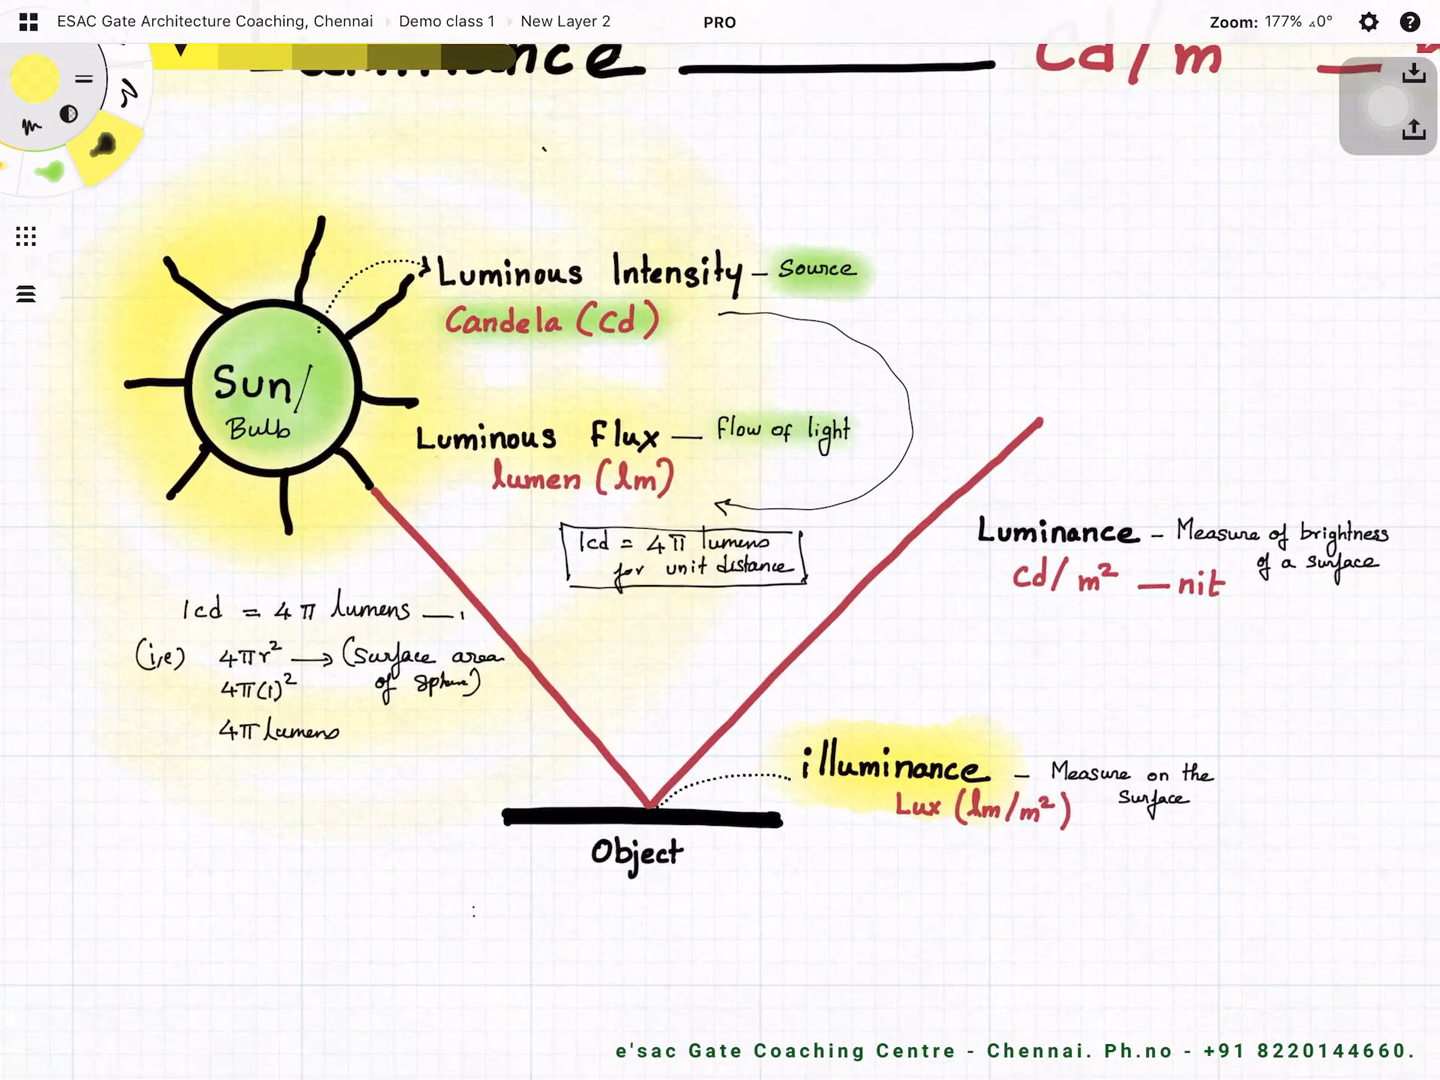 ESAC Gate Architecture Coaching, Chennai Demo class 1 New Layer 2 PRO Zoom: 177% ⊿0°
Cd/m
Luminous Intensity – Source
Candela (Cd)
Sun/
Bulb
Luminous Flux — Flow of light
lumen (lm)
1cd = 4π lumens
for unit distance
Luminance – Measure of brightness
of a surface
Cd/m² — nit
1cd = 4π lumens
(i,e) 4πr² → (Surface area
of Sphere)
4π(1)²
4π Lumens
illuminance – Measure on the
Surface
Lux (lm/m²)
Object
e'sac Gate Coaching Centre - Chennai. Ph.no - +91 8220144660.